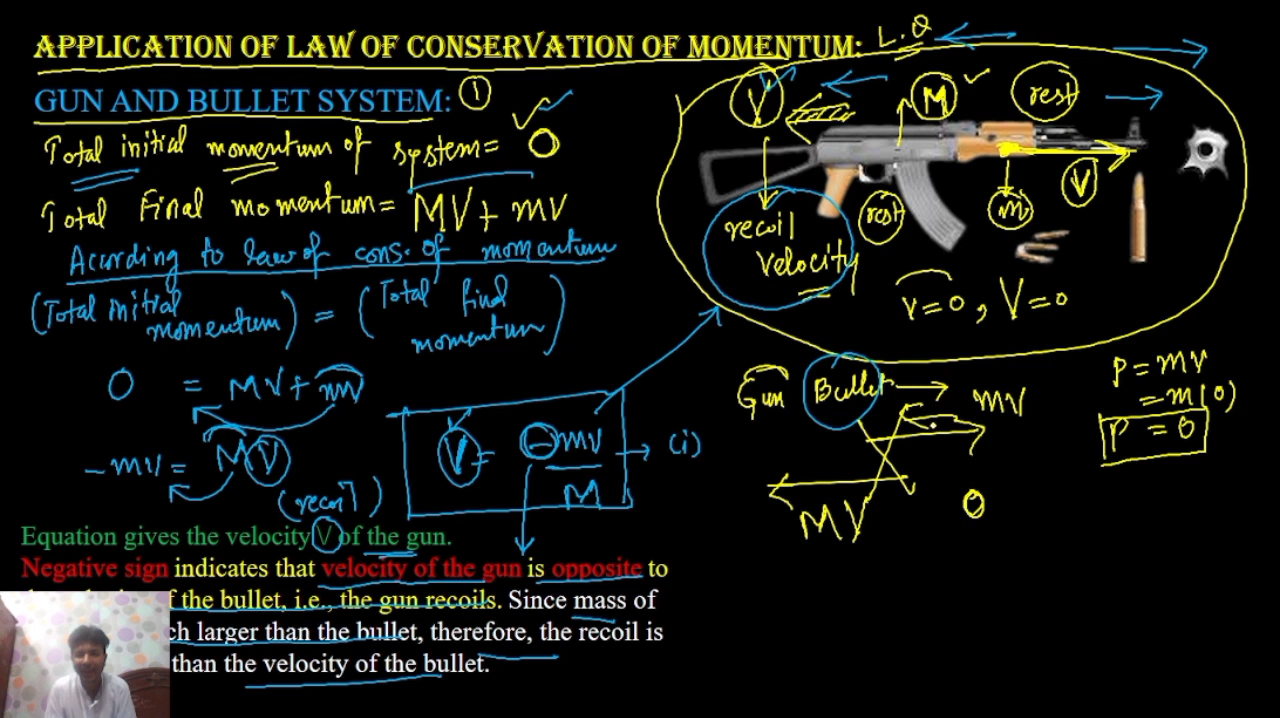 APPLICATION OF LAW OF CONSERVATION OF MOMENTUM: L.Q
GUN AND BULLET SYSTEM: 1
Total initial momentum of system = 0
Total Final momentum = MV + mv
According to law of cons. of momentum
(Total initial momentum) = (Total final momentum)
0 = MV + mv
-mv = MV
(recoil)
V = -mv/M → (i)
Equation gives the velocity V of the gun.
Negative sign indicates that velocity of the gun is opposite to
of the bullet, i.e., the gun recoils. Since mass of
larger than the bullet, therefore, the recoil is
than the velocity of the bullet.
V M rest
rest m V
recoil
velocity
v=0, V=0
Gun Bullet → mv
MV 0
P = mv
= m(0)
P = 0